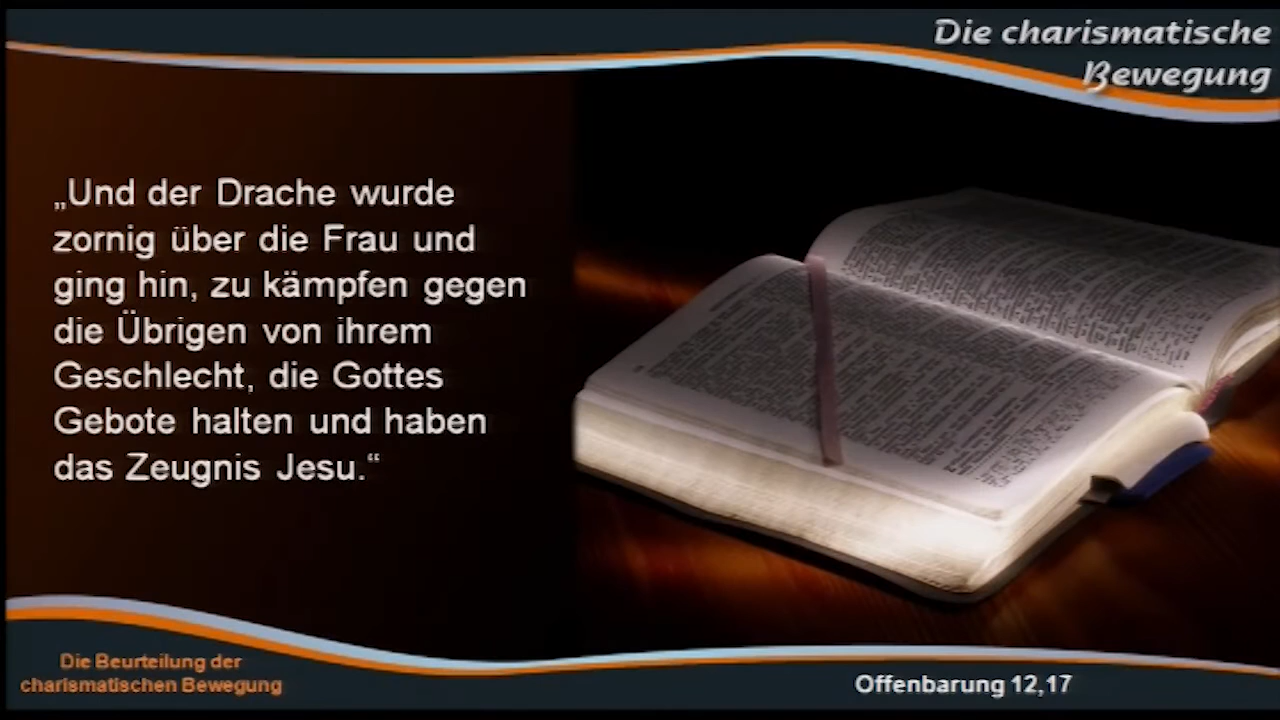 Die charismatische
Bewegung
„Und der Drache wurde
zornig über die Frau und
ging hin, zu kämpfen gegen
die Übrigen von ihrem
Geschlecht, die Gottes
Gebote halten und haben
das Zeugnis Jesu.“
Die Beurteilung der
charismatischen Bewegung
Offenbarung 12,17